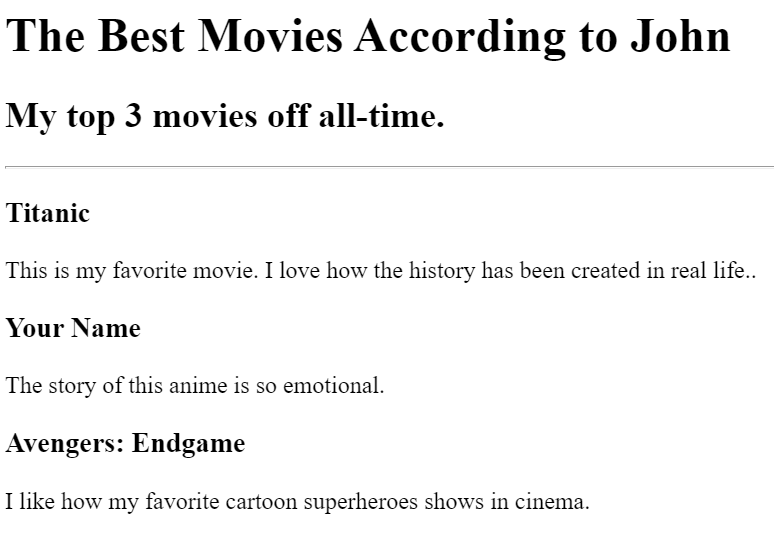 The Best Movies According to John
My top 3 movies off all-time.
Titanic
This is my favorite movie. I love how the history has been created in real life..
Your Name
The story of this anime is so emotional.
Avengers: Endgame
I like how my favorite cartoon superheroes shows in cinema.